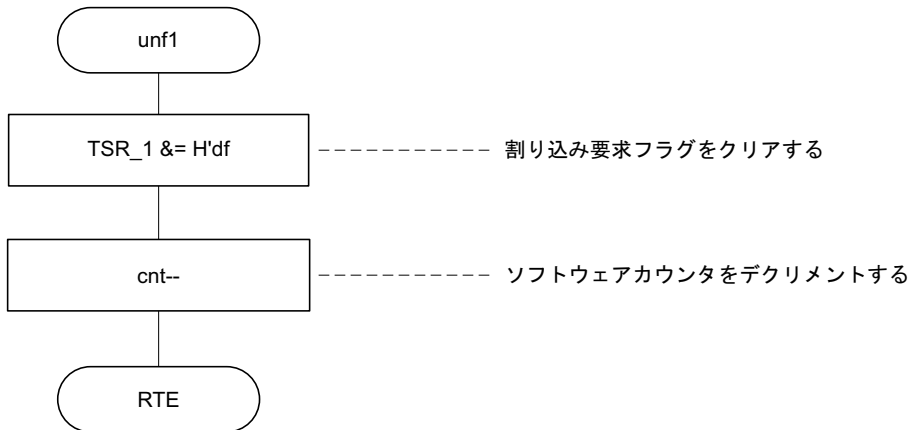 unf1
TSR_1 &= H'df
割り込み要求フラグをクリアする
cnt--
ソフトウェアカウンタをデクリメントする
RTE